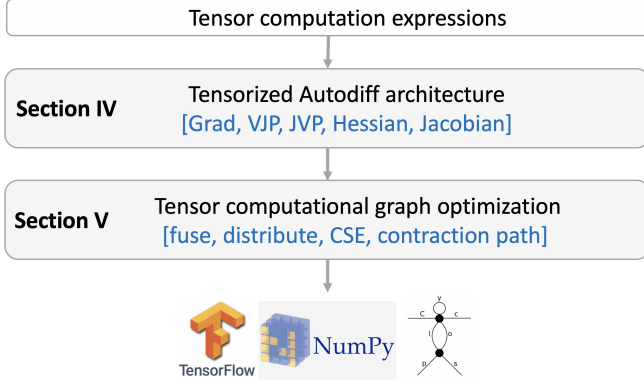 Tensor computation expressions
Section IV
Tensorized Autodiff architecture
[Grad, VJP, JVP, Hessian, Jacobian]
Section V
Tensor computational graph optimization
[fuse, distribute, CSE, contraction path]
TensorFlow
NumPy
y
C c
l o
p s